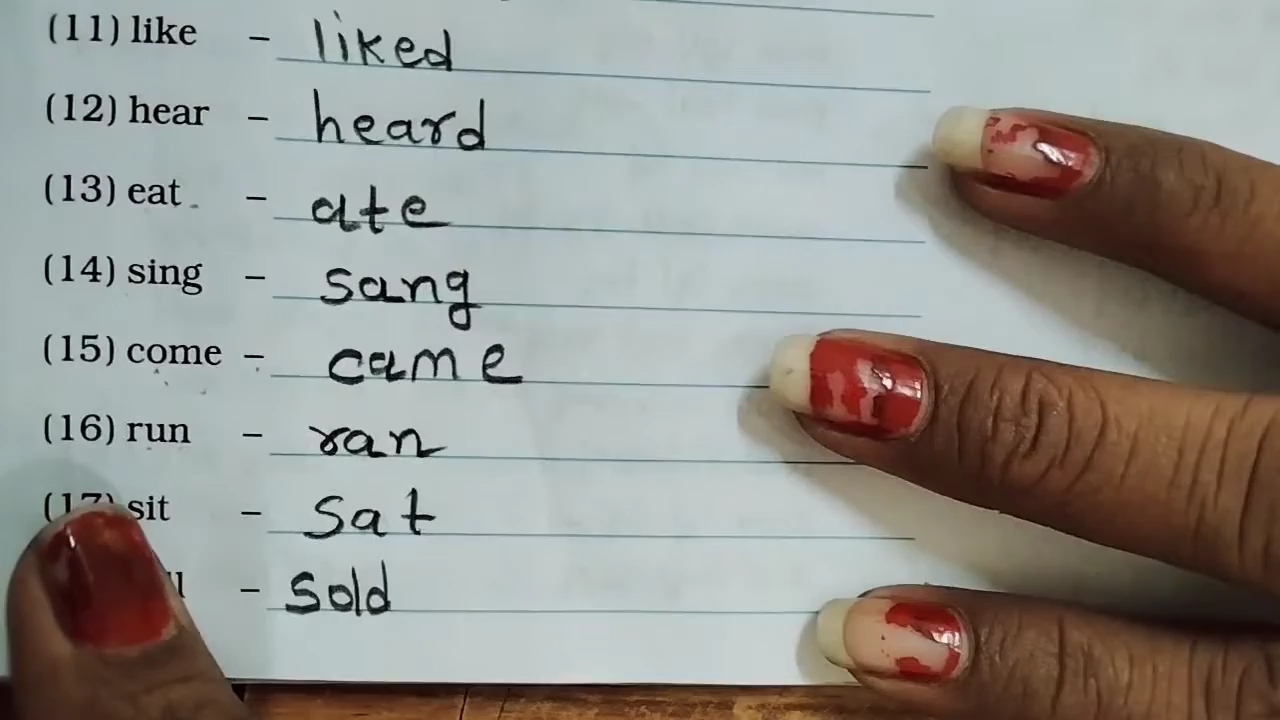 (11) like - liked
(12) hear - heard
(13) eat - ate
(14) sing - sang
(15) come - came
(16) run - ran
(17) sit - sat
- sold